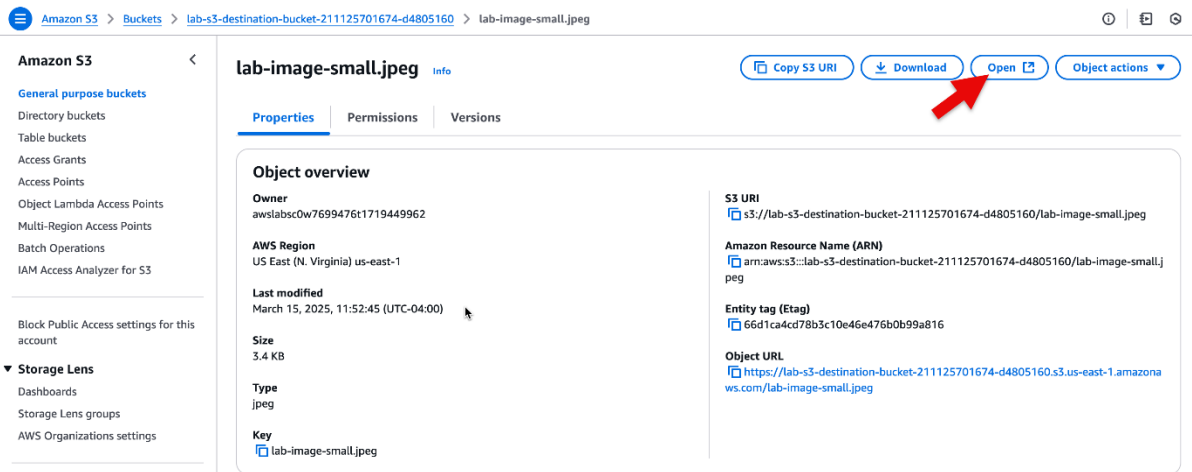 Amazon S3 > Buckets > lab-s3-destination-bucket-211125701674-d4805160 > lab-image-small.jpeg
Amazon S3
General purpose buckets
Directory buckets
Table buckets
Access Grants
Access Points
Object Lambda Access Points
Multi-Region Access Points
Batch Operations
IAM Access Analyzer for S3
Block Public Access settings for this
account
Storage Lens
Dashboards
Storage Lens groups
AWS Organizations settings
lab-image-small.jpeg Info
Copy S3 URI Download Open Object actions
Properties Permissions Versions
Object overview
Owner
awslabsc0w7699476t1719449962
AWS Region
US East (N. Virginia) us-east-1
Last modified
March 15, 2025, 11:52:45 (UTC-04:00)
Size
3.4 KB
Type
jpeg
Key
lab-image-small.jpeg
S3 URI
s3://lab-s3-destination-bucket-211125701674-d4805160/lab-image-small.jpeg
Amazon Resource Name (ARN)
arn:aws:s3:::lab-s3-destination-bucket-211125701674-d4805160/lab-image-small.j
peg
Entity tag (Etag)
66d1ca4cd78b3c10e46e476b0b99a816
Object URL
https://lab-s3-destination-bucket-211125701674-d4805160.s3.us-east-1.amazona
ws.com/lab-image-small.jpeg